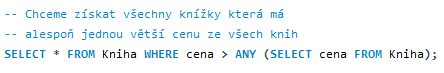 -- Chceme získat všechny knížky která má
-- alespoň jednou větší cenu ze všech knih
SELECT * FROM Kniha WHERE cena > ANY (SELECT cena FROM Kniha);